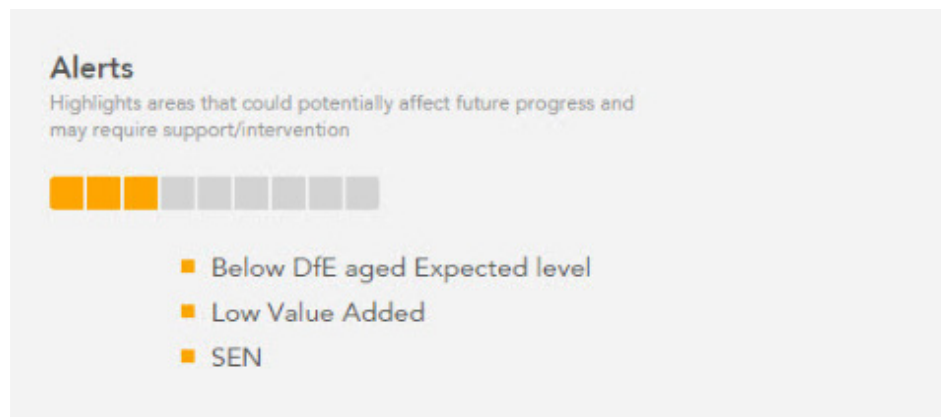 Alerts
Highlights areas that could potentially affect future progress and
may require support/intervention
Below DfE aged Expected level
Low Value Added
SEN